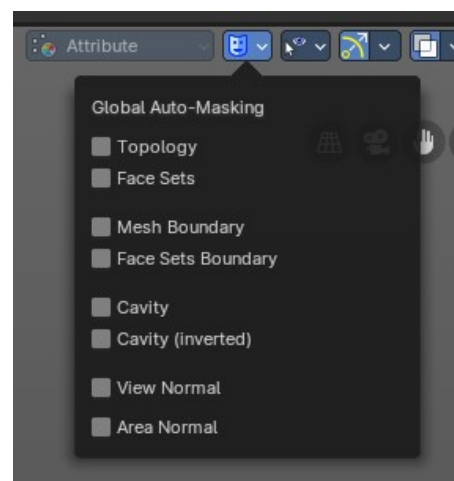 Attribute
Global Auto-Masking
Topology
Face Sets
Mesh Boundary
Face Sets Boundary
Cavity
Cavity (inverted)
View Normal
Area Normal